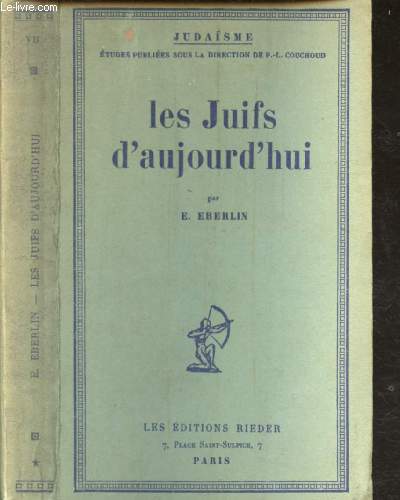 le-livre.com
VII
E. EBERLIN — LES JUIFS D'AUJOURD'HUI
JUDAÏSME
ÉTUDES PUBLIÉES SOUS LA DIRECTION DE P.-L. COUCHOUD
les Juifs
d'aujourd'hui
par
E. EBERLIN
LES ÉDITIONS RIEDER
7, PLACE SAINT-SULPICE, 7
PARIS